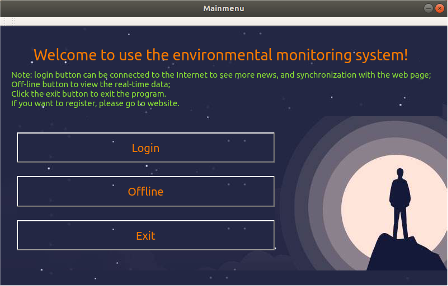 Mainmenu
Welcome to use the environmental monitoring system!
Note: login button can be connected to the Internet to see more news, and synchronization with the web page;
Off-line button to view the real-time data;
Click the exit button to exit the program.
If you want to register, please go to website.
Login
Offline
Exit